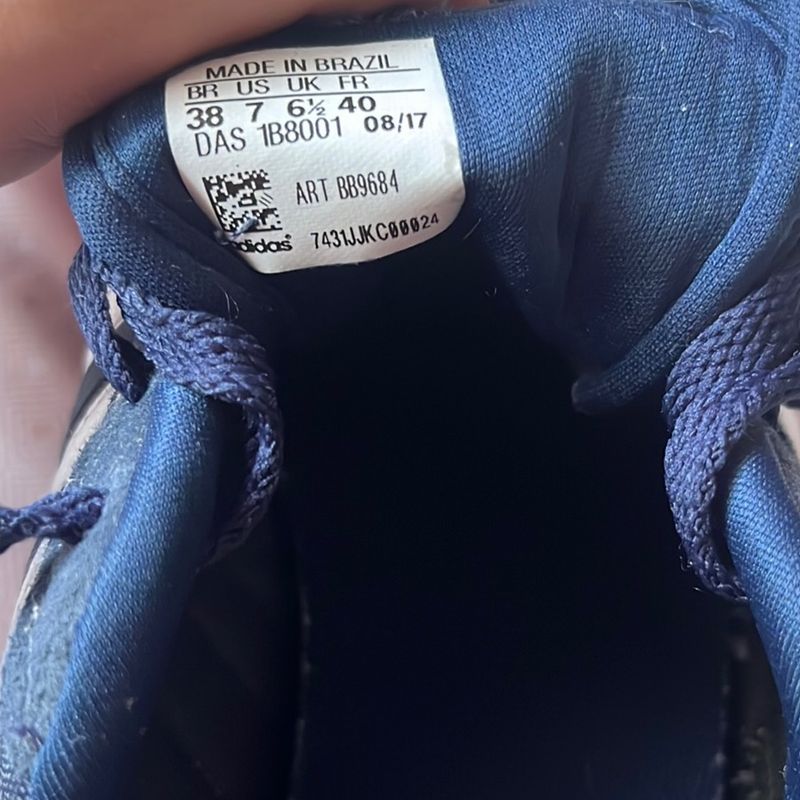 MADE IN BRAZIL
BR US UK FR
38 7 6½ 40
DAS 1B8001 08/17
ART BB9684
adidas 7431JJKC00024